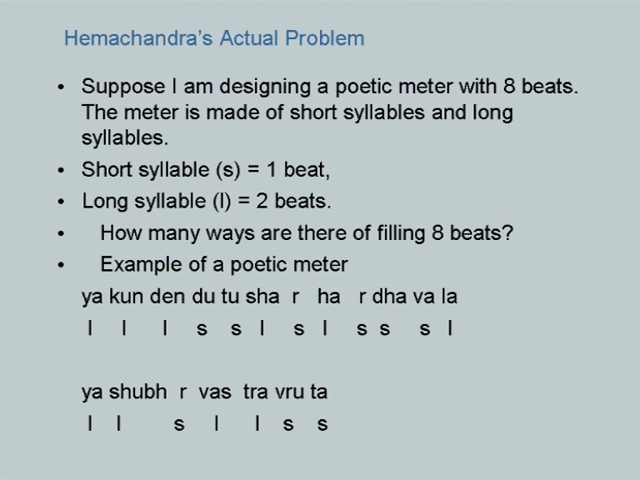 Hemachandra's Actual Problem
• Suppose I am designing a poetic meter with 8 beats.
The meter is made of short syllables and long
syllables.
• Short syllable (s) = 1 beat,
• Long syllable (l) = 2 beats.
• How many ways are there of filling 8 beats?
• Example of a poetic meter
ya kun den du tu sha r ha r dha va la
l l l s s l s l s s s l
ya shubh r vas tra vru ta
l l s l l s s